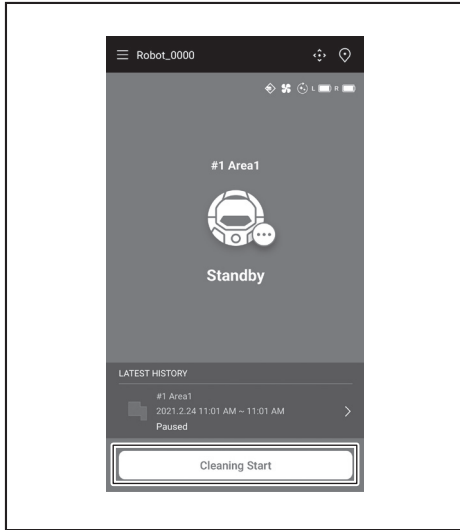 Robot_0000
L R
#1 Area1
Standby
LATEST HISTORY
#1 Area1
2021.2.24 11:01 AM ~ 11:01 AM
Paused
Cleaning Start